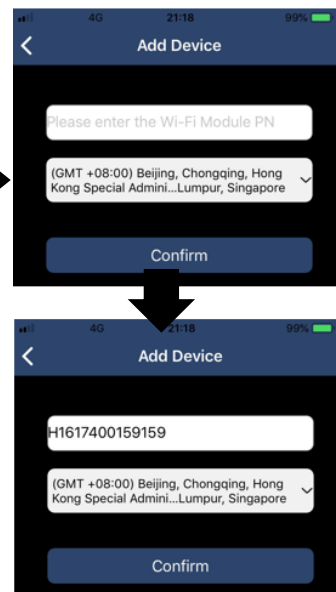 4G 21:18 99%
Add Device
Please enter the Wi-Fi Module PN
(GMT +08:00) Beijing, Chongqing, Hong
Kong Special Admini...Lumpur, Singapore
Confirm
4G 21:18 99%
Add Device
H1617400159159
(GMT +08:00) Beijing, Chongqing, Hong
Kong Special Admini...Lumpur, Singapore
Confirm